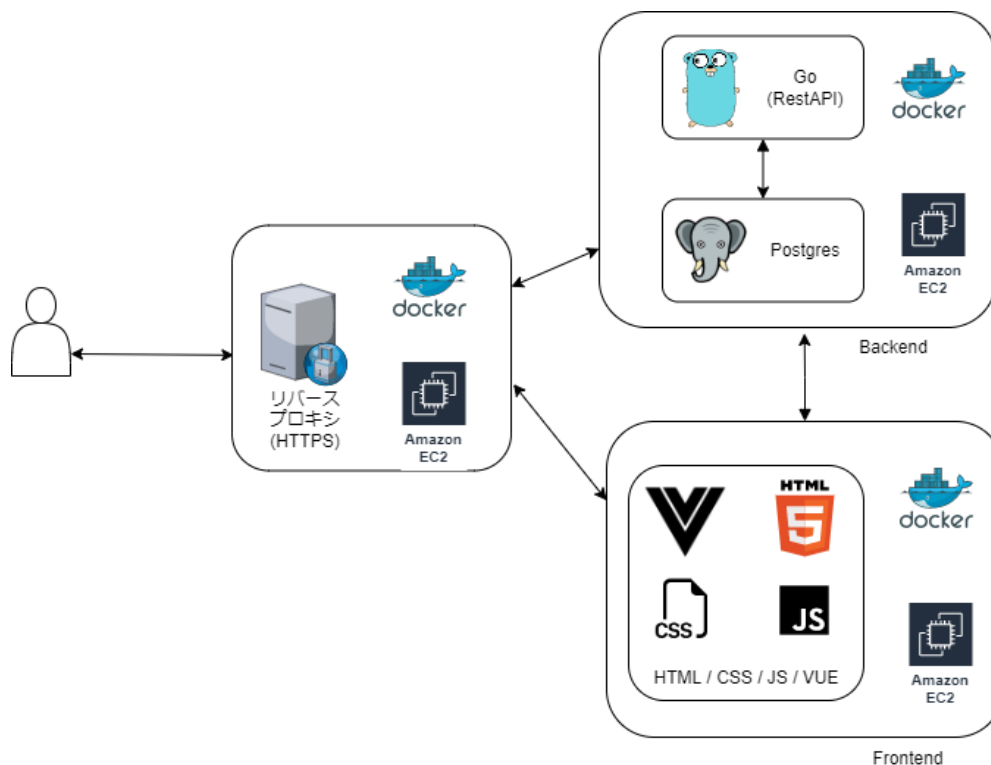 Go
(RestAPI)
docker
Postgres
Amazon
EC2
Backend
docker
リバース
プロキシ
(HTTPS)
Amazon
EC2
HTML
5
docker
CSS
JS
HTML / CSS / JS / VUE
Amazon
EC2
Frontend